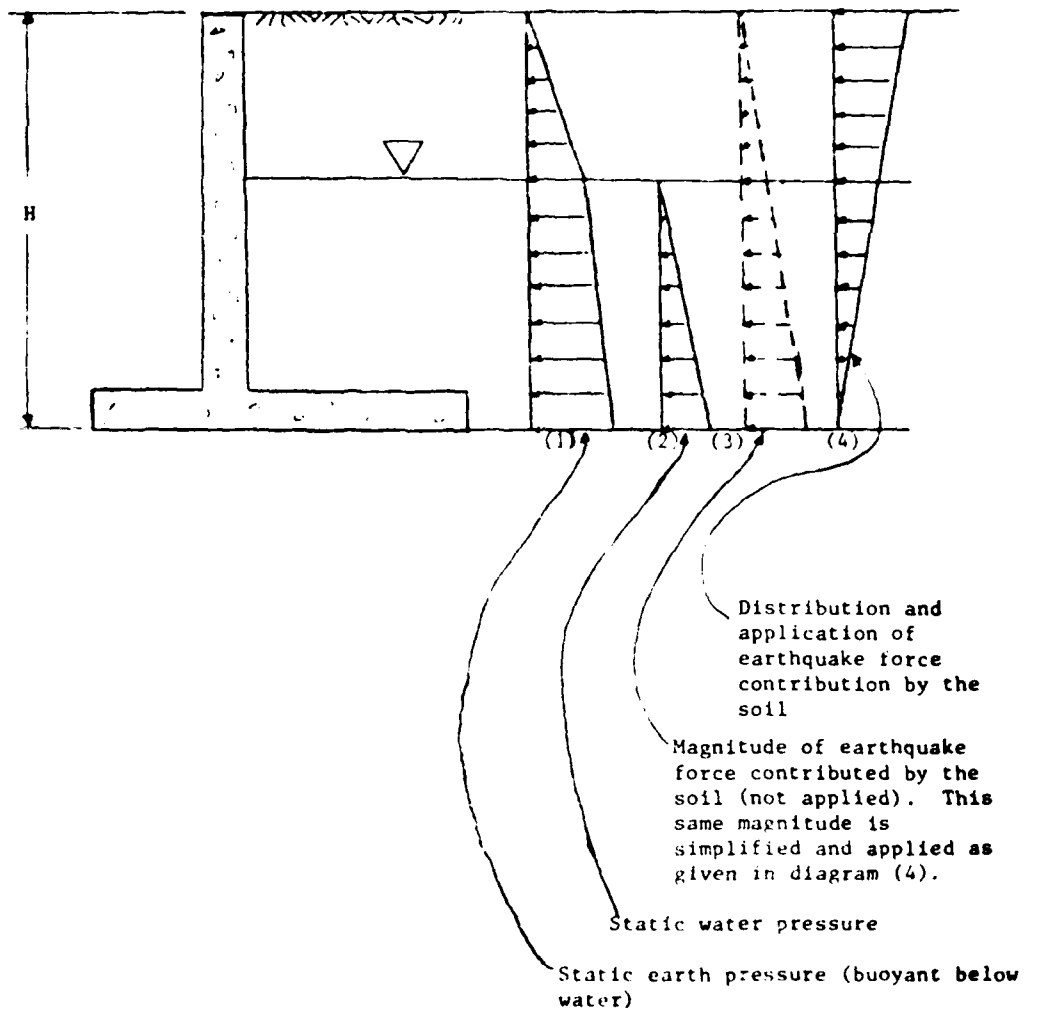 H
(1)
(2)
(3)
(4)
Distribution and
application of
earthquake force
contribution by the
soil
Magnitude of earthquake
force contributed by the
soil (not applied). This
same magnitude is
simplified and applied as
given in diagram (4).
Static water pressure
Static earth pressure (buoyant below
water)